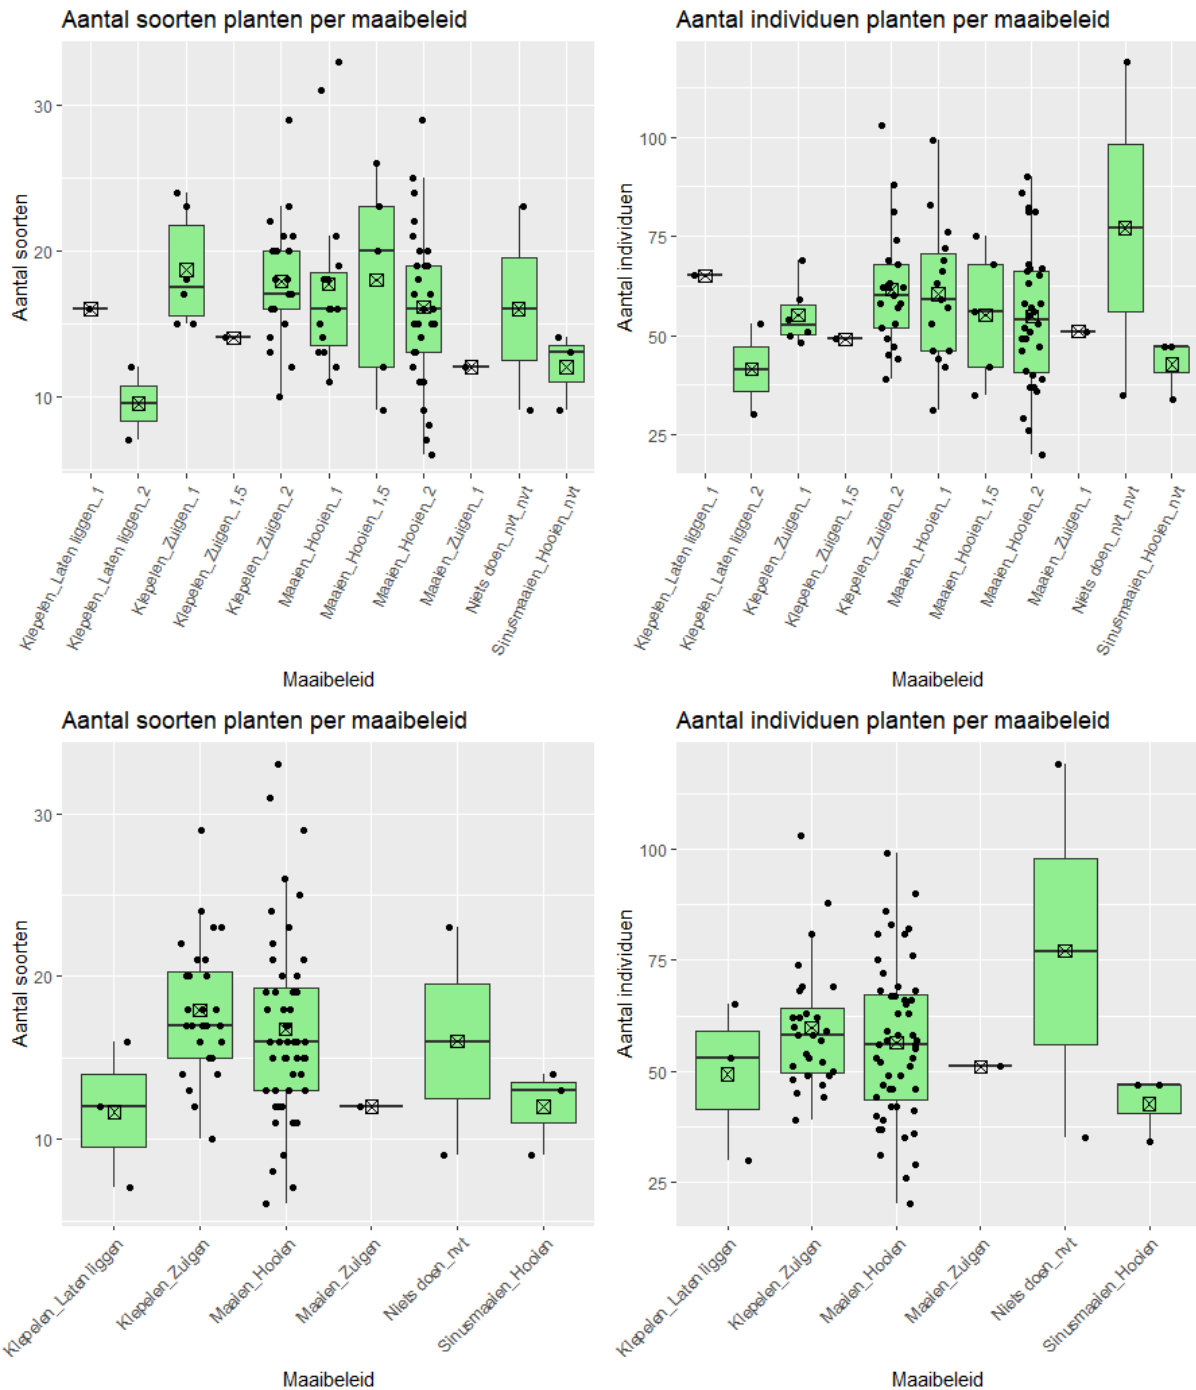 Aantal soorten planten per maaibeleid
Aantal soorten
30
20
10
Klepelen_Laten liggen_1
Klepelen_Laten liggen_2
Klepelen_Zuigen_1
Klepelen_Zuigen_1,5
Klepelen_Zuigen_2
Maaien_Hooien_1
Maaien_Hooien_1,5
Maaien_Hooien_2
Maaien_Zuigen_1
Niets doen_nvt_nvt
Sinusmaaien_Hooien_nvt
Maaibeleid
Aantal individuen planten per maaibeleid
Aantal individuen
100
75
50
25
Klepelen_Laten liggen_1
Klepelen_Laten liggen_2
Klepelen_Zuigen_1
Klepelen_Zuigen_1,5
Klepelen_Zuigen_2
Maaien_Hooien_1
Maaien_Hooien_1,5
Maaien_Hooien_2
Maaien_Zuigen_1
Niets doen_nvt_nvt
Sinusmaaien_Hooien_nvt
Maaibeleid
Aantal soorten planten per maaibeleid
Aantal soorten
30
20
10
Klepelen_Laten liggen
Klepelen_Zuigen
Maaien_Hooien
Maaien_Zuigen
Niets doen_nvt
Sinusmaaien_Hooien
Maaibeleid
Aantal individuen planten per maaibeleid
Aantal individuen
100
75
50
25
Klepelen_Laten liggen
Klepelen_Zuigen
Maaien_Hooien
Maaien_Zuigen
Niets doen_nvt
Sinusmaaien_Hooien
Maaibeleid